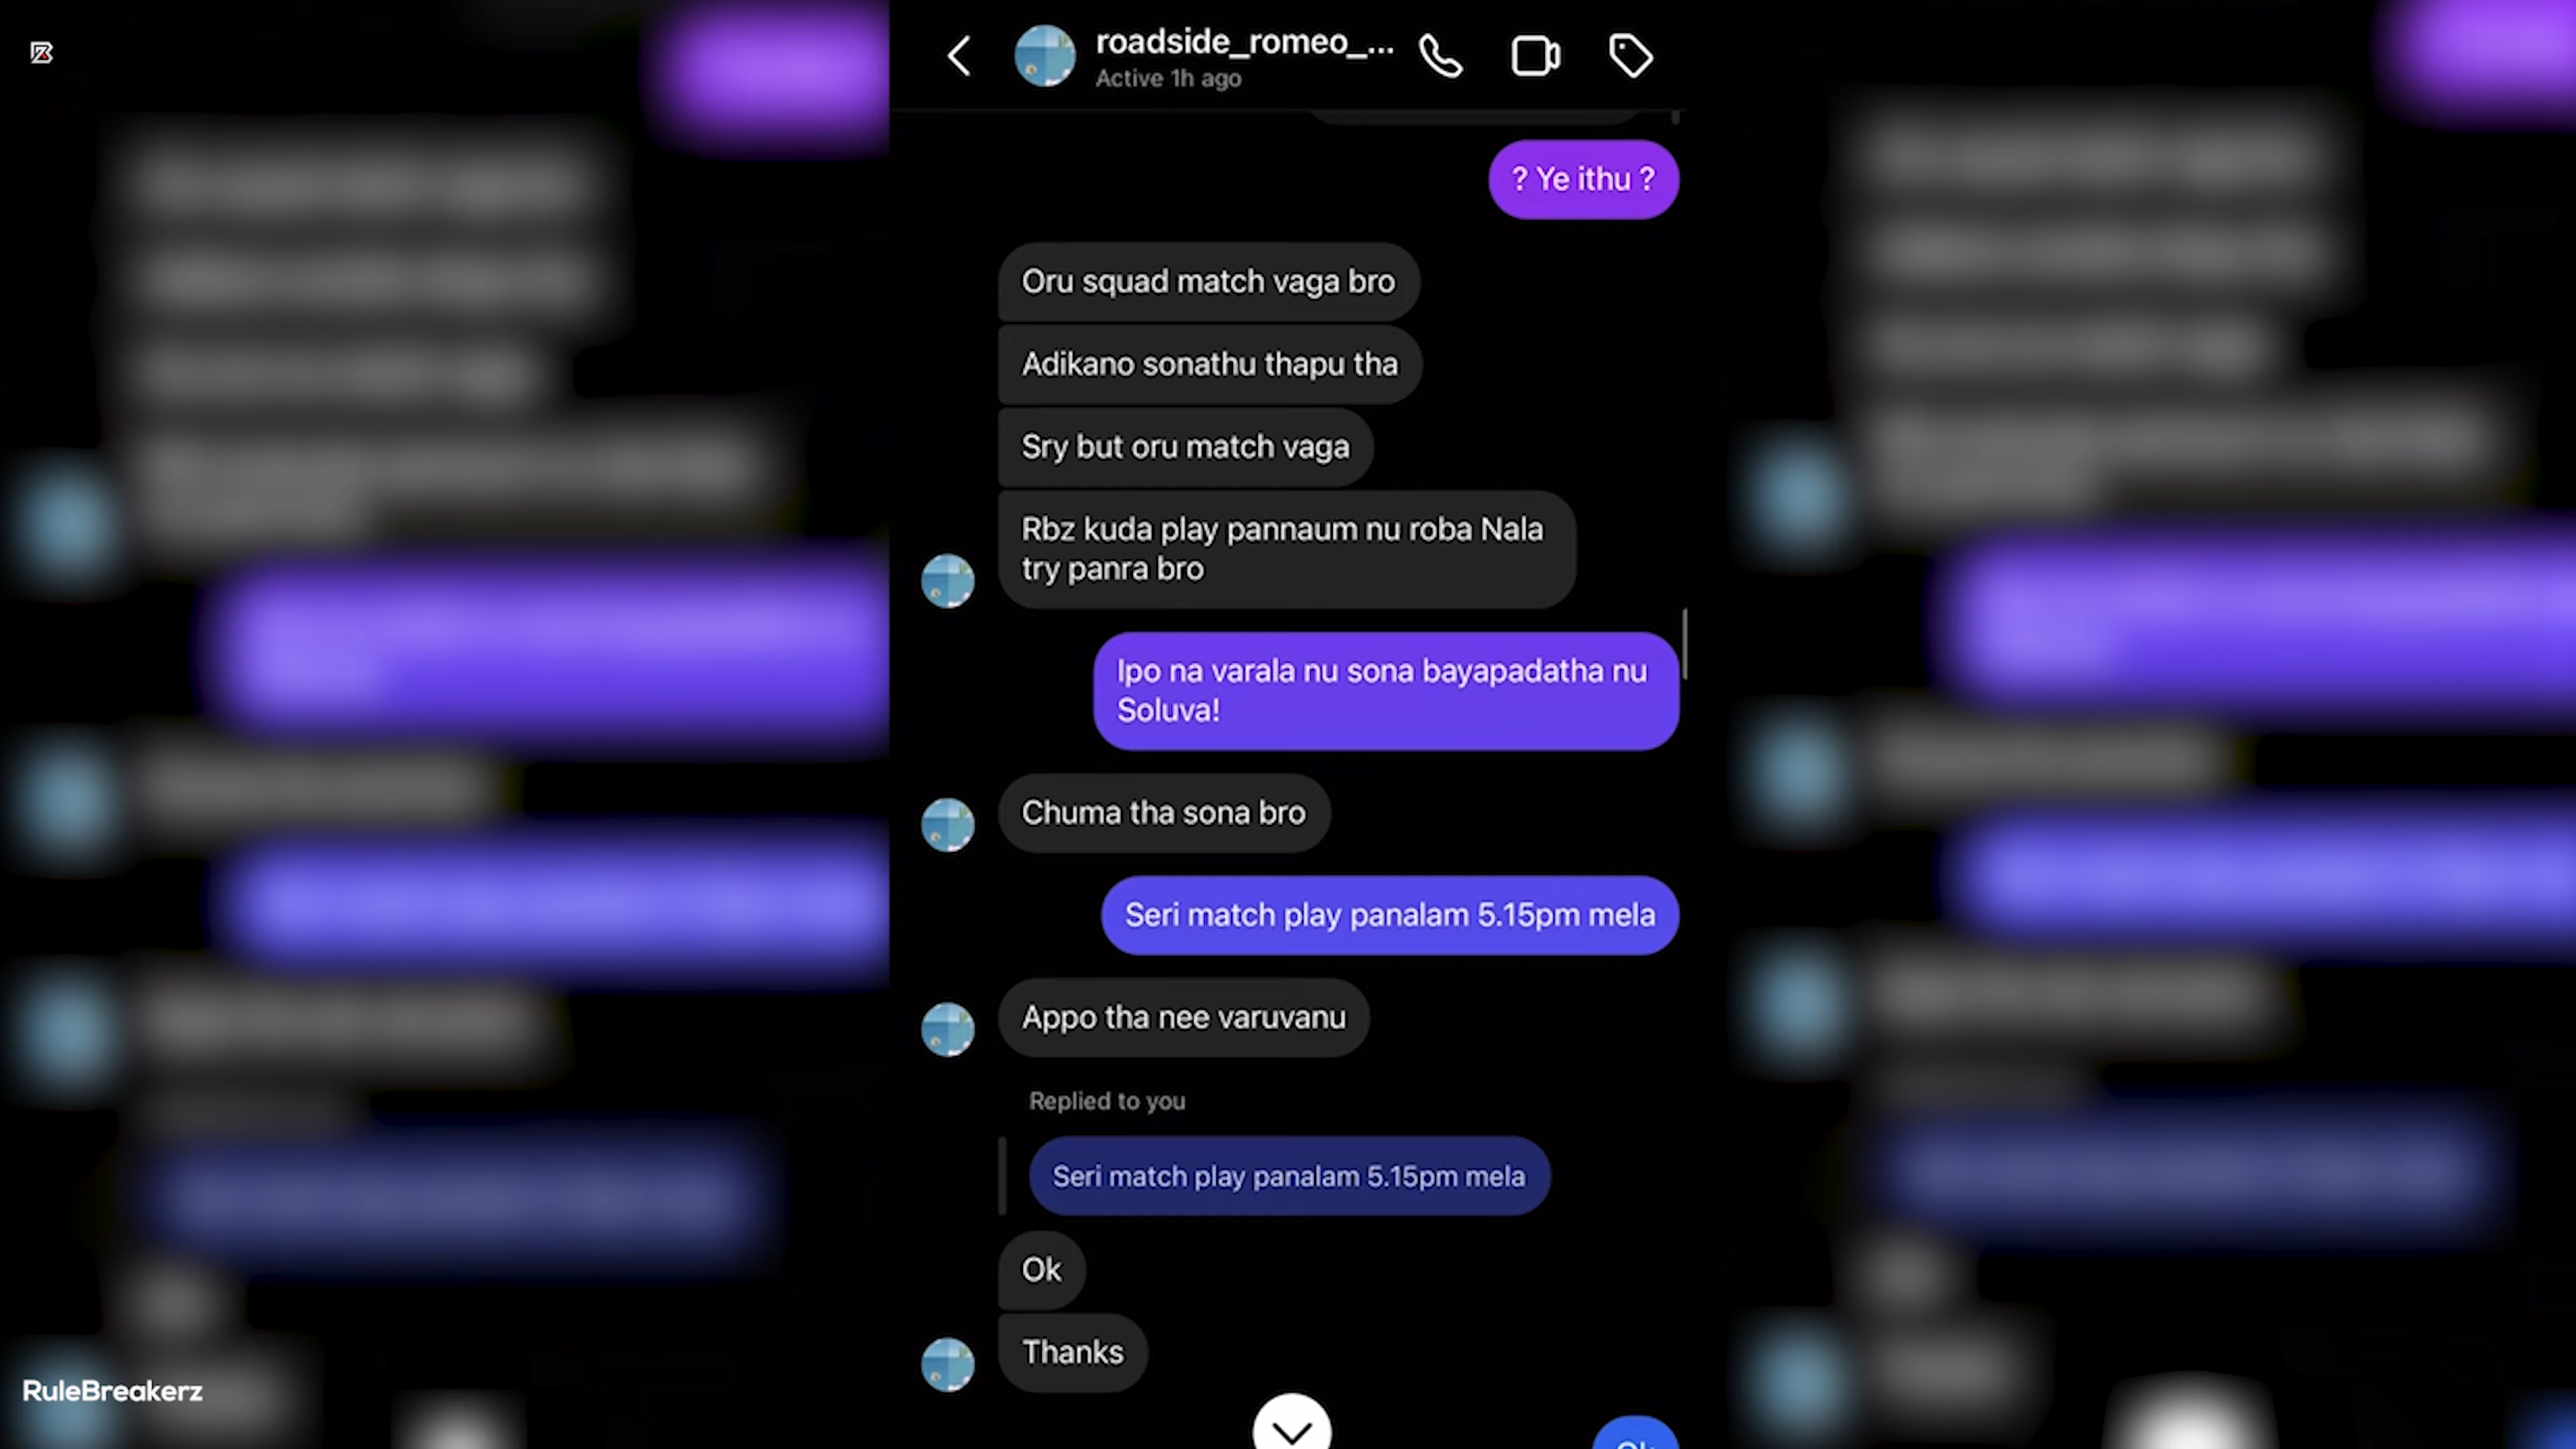 roadside_romeo_...
Active 1h ago
? Ye ithu ?
Oru squad match vaga bro
Adikano sonathu thapu tha
Sry but oru match vaga
Rbz kuda play pannaum nu roba Nala
try panra bro
Ipo na varala nu sona bayapadatha nu
Soluva!
Chuma tha sona bro
Seri match play panalam 5.15pm mela
Appo tha nee varuvanu
Replied to you
Seri match play panalam 5.15pm mela
Ok
Thanks
RuleBreakerz